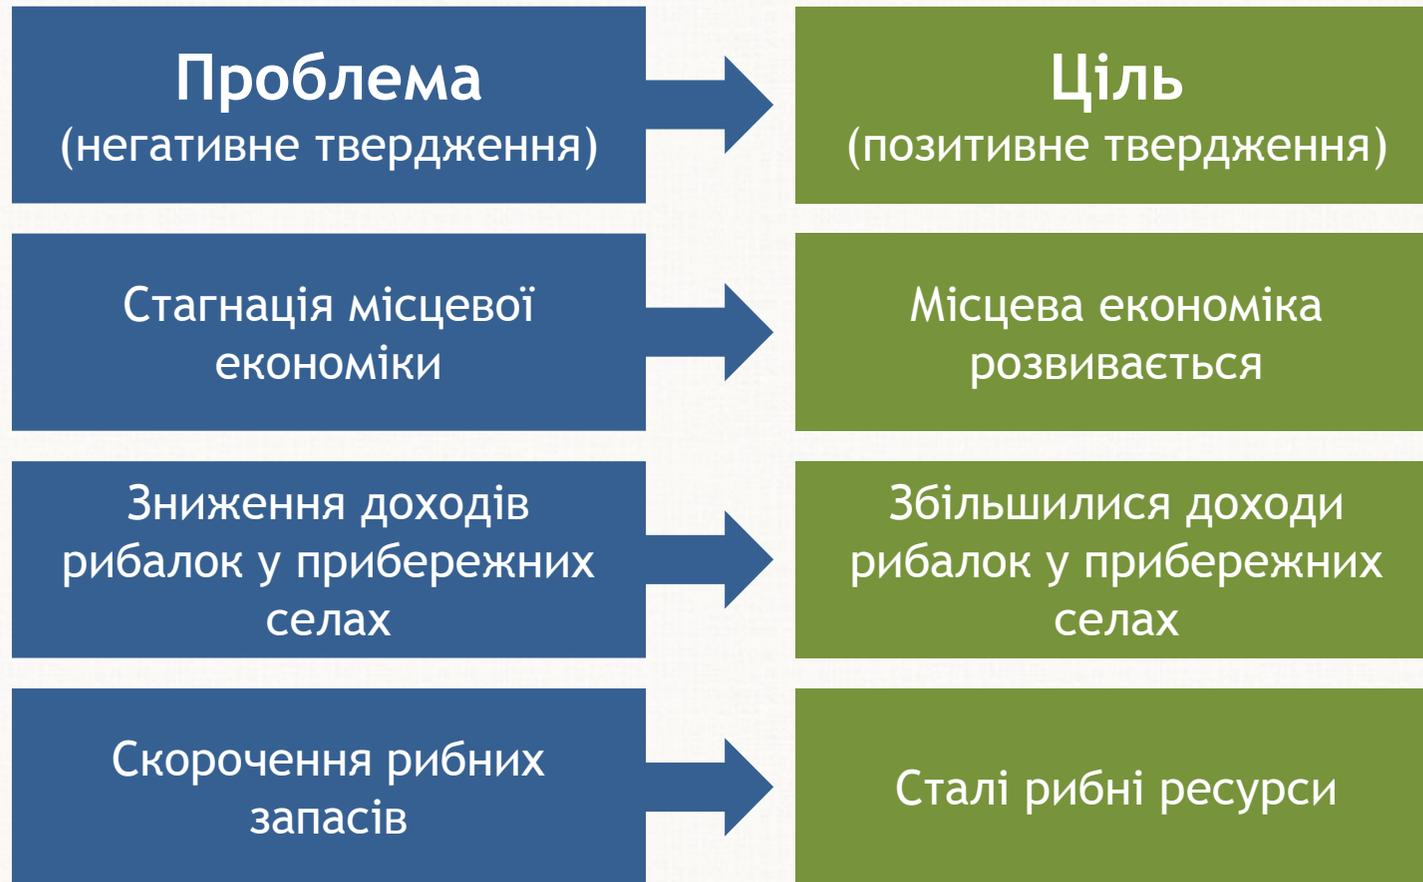 Проблема
(негативне твердження)
Ціль
(позитивне твердження)
Стагнація місцевої
економіки
Місцева економіка
розвивається
Зниження доходів
рибалок у прибережних
селах
Збільшилися доходи
рибалок у прибережних
селах
Скорочення рибних
запасів
Сталі рибні ресурси